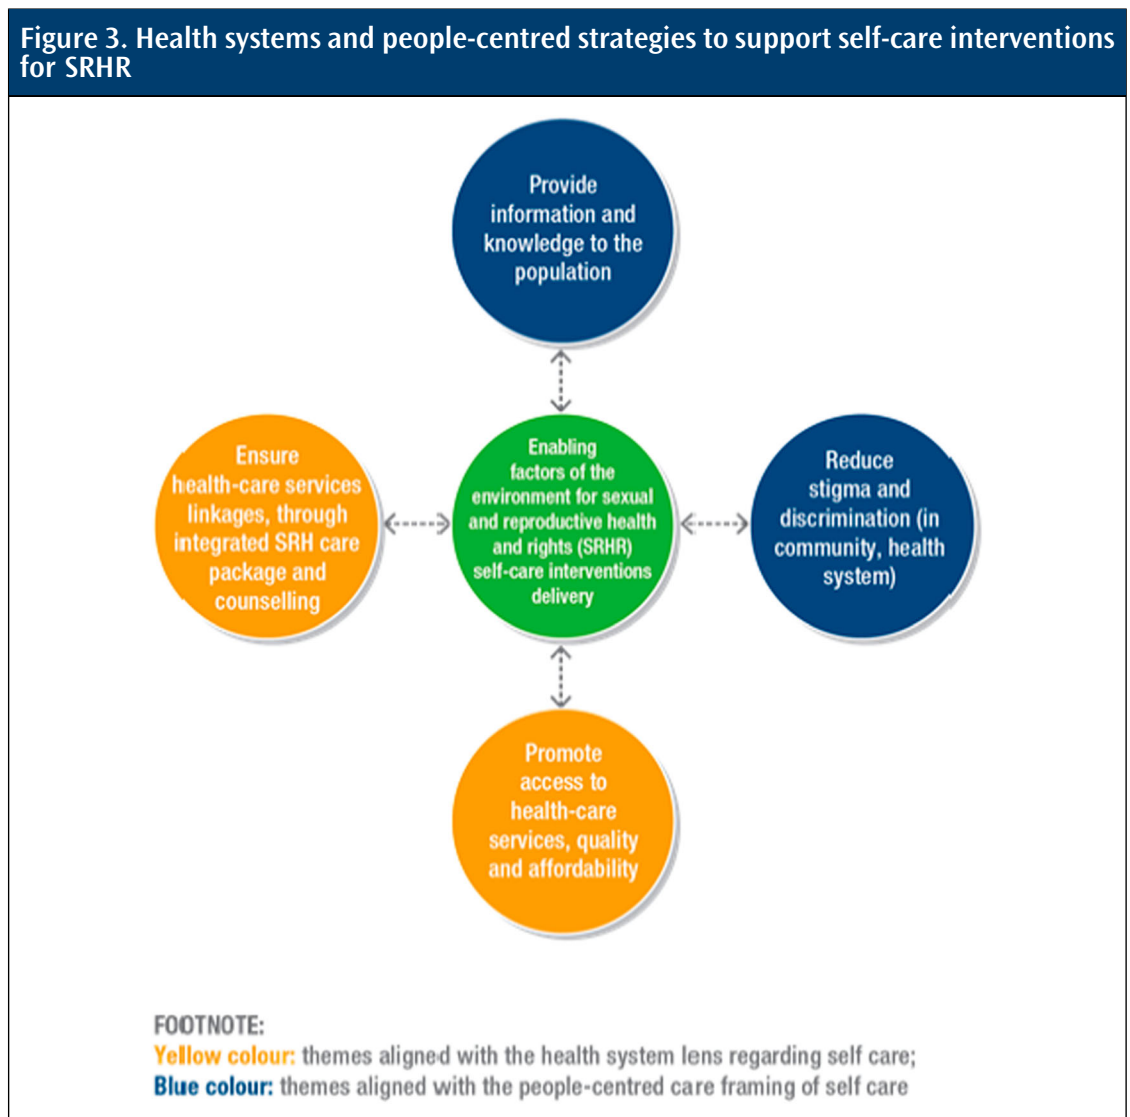 Figure 3. Health systems and people-centred strategies to support self-care interventions
for SRHR
Provide
information and
knowledge to the
population
Ensure
health-care services
linkages, through
integrated SRH care
package and
counselling
Enabling
factors of the
environment for sexual
and reproductive health
and rights (SRHR)
self-care interventions
delivery
Reduce
stigma and
discrimination (in
community, health
system)
Promote
access to
health-care
services, quality
and affordability
FOOTNOTE:
Yellow colour: themes aligned with the health system lens regarding self care;
Blue colour: themes aligned with the people-centred care framing of self care